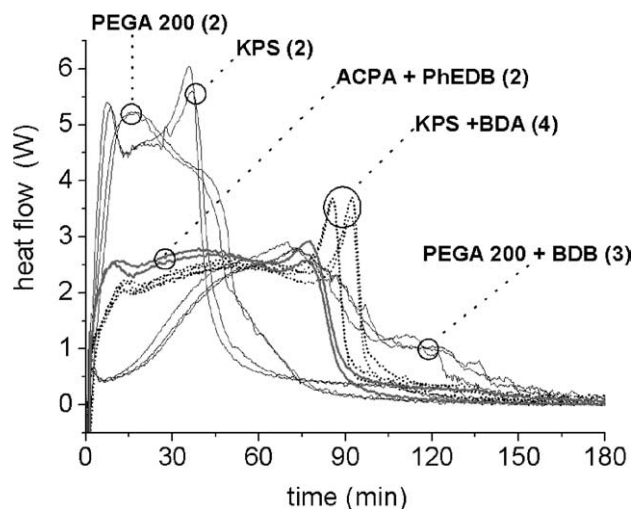 PEGA 200 (2)
KPS (2)
ACPA + PhEDB (2)
KPS +BDA (4)
PEGA 200 + BDB (3)
heat flow (W)
6
5
4
3
2
1
0
0 30 60 90 120 150 180
time (min)